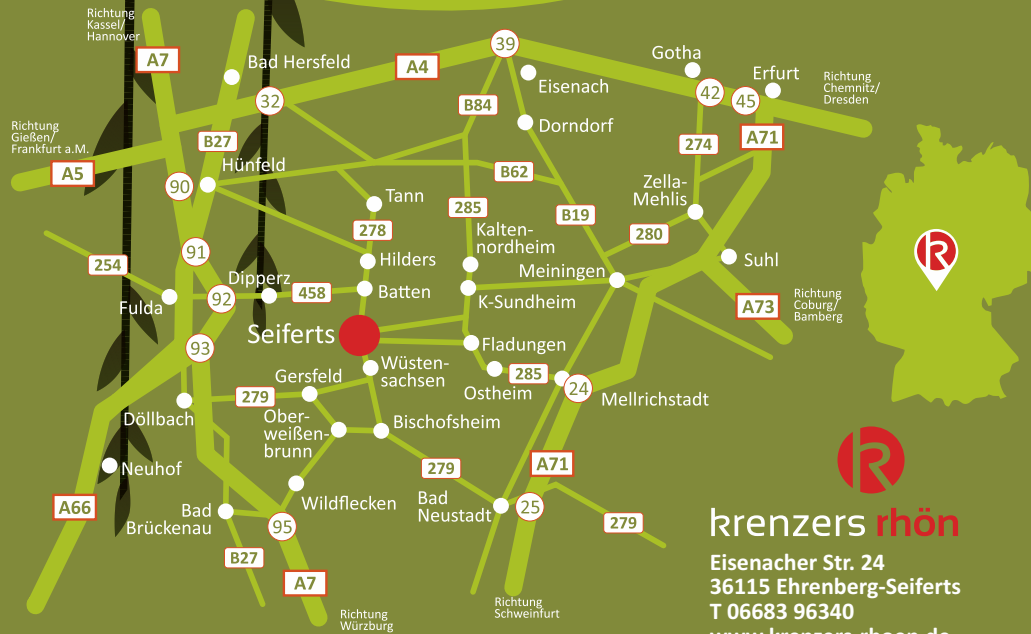 Richtung
Kassel/
Hannover
A7
Bad Hersfeld
A4
39
Eisenach
Gotha
Erfurt
Richtung
Chemnitz/
Dresden
32
42
45
B84
Dorndorf
Richtung
Gießen/
Frankfurt a.M.
B27
274
A71
A5
Hünfeld
90
B62
Zella-
Mehlis
Tann
285
B19
278
Kalten-
nordheim
280
91
Hilders
Meiningen
Suhl
254
Dipperz
458
Batten
K-Sundheim
Fulda
92
A73
Richtung
Coburg/
Bamberg
Seiferts
93
Fladungen
Wüsten-
sachsen
Gersfeld
285
Ostheim
24
Mellrichstadt
279
Döllbach
Ober-
weißen-
brunn
Bischofsheim
Neuhof
279
A71
A66
Wildflecken
Bad
Neustadt
25
Bad
Brückenau
95
279
B27
A7
Richtung
Würzburg
Richtung
Schweinfurt
krenzers rhön
Eisenacher Str. 24
36115 Ehrenberg-Seiferts
T 06683 96340
www.krenzers-rhoen.de